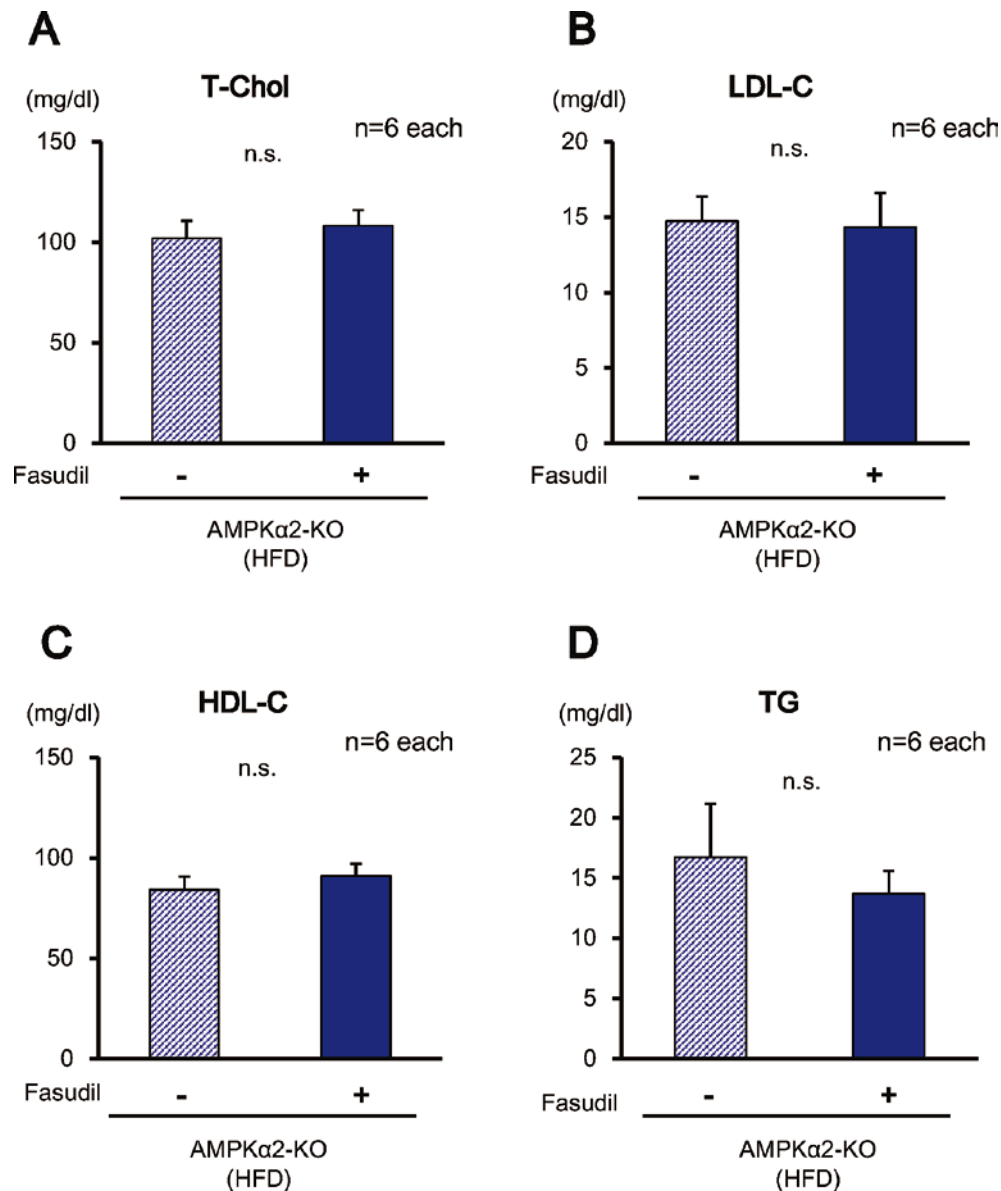 A
T-Chol
(mg/dl)
n=6 each
n.s.
150
100
50
0
Fasudil - +
AMPKα2-KO
(HFD)
B
LDL-C
(mg/dl)
n=6 each
n.s.
20
15
10
5
0
Fasudil - +
AMPKα2-KO
(HFD)
C
HDL-C
(mg/dl)
n=6 each
n.s.
150
100
50
0
Fasudil - +
AMPKα2-KO
(HFD)
D
TG
(mg/dl)
n=6 each
n.s.
25
20
15
10
5
0
Fasudil - +
AMPKα2-KO
(HFD)